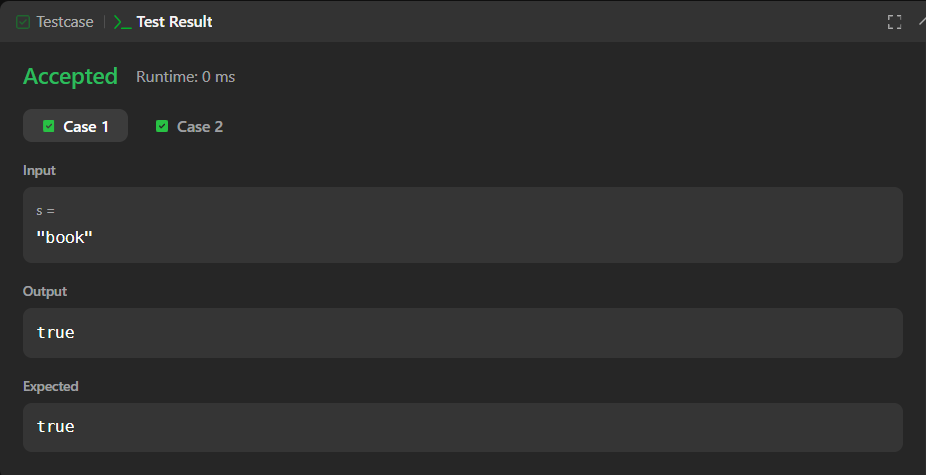 Testcase | Test Result
Accepted Runtime: 0 ms
Case 1 Case 2
Input
s =
"book"
Output
true
Expected
true